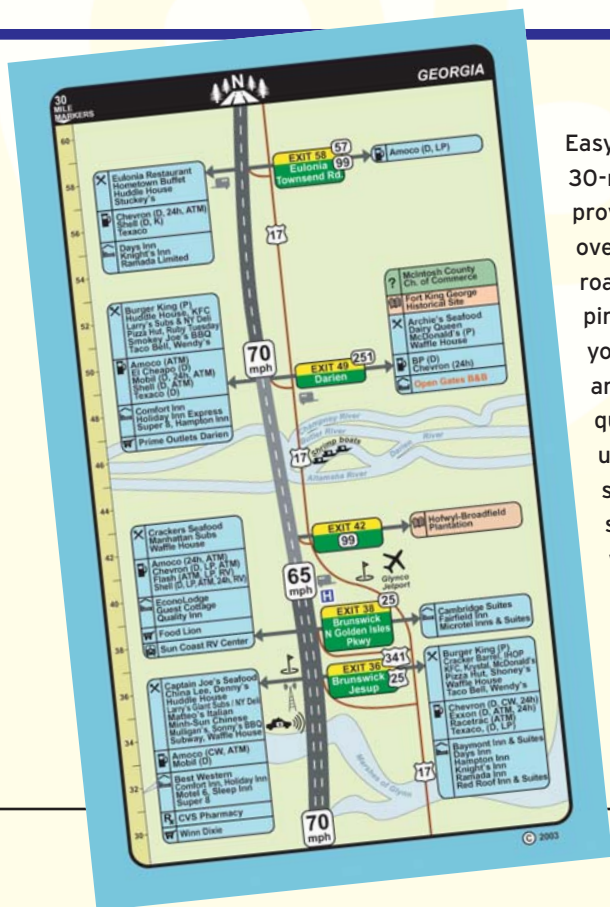 GEORGIA
30
MILE
MARKERS
N
60
58
56
54
52
50
48
46
44
42
40
38
36
34
32
30
Eulonia Restaurant
Hometown Buffet
Huddle House
Stuckey's
Chevron (D, 24h, ATM)
Shell (D, K)
Texaco
Days Inn
Knight's Inn
Ramada Limited
EXIT 58
Eulonia
Townsend Rd.
57
99
Amoco (D, LP)
17
Burger King (P)
Huddle House, KFC
Larry's Subs & NY Deli
Pizza Hut, Ruby Tuesday
Smokey Joe's BBQ
Taco Bell, Wendy's
Amoco (ATM)
El Cheapo (D)
Mobil (D, 24h, ATM)
Shell (D, ATM)
Texaco (D)
Comfort Inn
Holiday Inn Express
Super 8, Hampton Inn
Prime Outlets Darien
70
mph
EXIT 49
Darien
251
?
McIntosh County
Ch. of Commerce
Fort King George
Historical Site
Archie's Seafood
Dairy Queen
McDonald's (P)
Waffle House
BP (D)
Chevron (24h)
Open Gates B&B
Champney River
Butler River
Shrimp boats
Darien River
Altamaha River
17
Crackers Seafood
Manhattan Subs
Waffle House
Amoco (24h, ATM)
Chevron (D, LP, ATM)
Flash (ATM, LP, RV)
Shell (D, LP, ATM, 24h, RV)
EconoLodge
Guest Cottage
Quality Inn
Food Lion
Sun Coast RV Center
EXIT 42
99
Hofwyl-Broadfield
Plantation
65
mph
H
Glynco
Jetport
EXIT 38
Brunswick
N Golden Isles
Pkwy
25
Cambridge Suites
Fairfield Inn
Microtel Inns & Suites
Captain Joe's Seafood
China Lee, Denny's
Huddle House
Larry's Giant Subs / NY Deli
Matteo's Italian
Minh-Sun Chinese
Mulligan's, Sonny's BBQ
Subway, Waffle House
Amoco (CW, ATM)
Mobil (D)
Best Western
Comfort Inn, Holiday Inn
Motel 6, Sleep Inn
Super 8
CVS Pharmacy
Winn Dixie
EXIT 36
Brunswick
Jesup
341
25
Burger King (P)
Cracker Barrel, IHOP
KFC, Krystal, McDonald's
Pizza Hut, Shoney's
Waffle House
Taco Bell, Wendy's
Chevron (D, CW, 24h)
Exxon (D, ATM, 24h)
Racetrac (ATM)
Texaco, (D, LP)
Baymont Inn & Suites
Days Inn
Hampton Inn
Knight's Inn
Ramada Inn
Red Roof Inn & Suites
17
Marshes of Glynn
70
mph
© 2003
Easy
30-